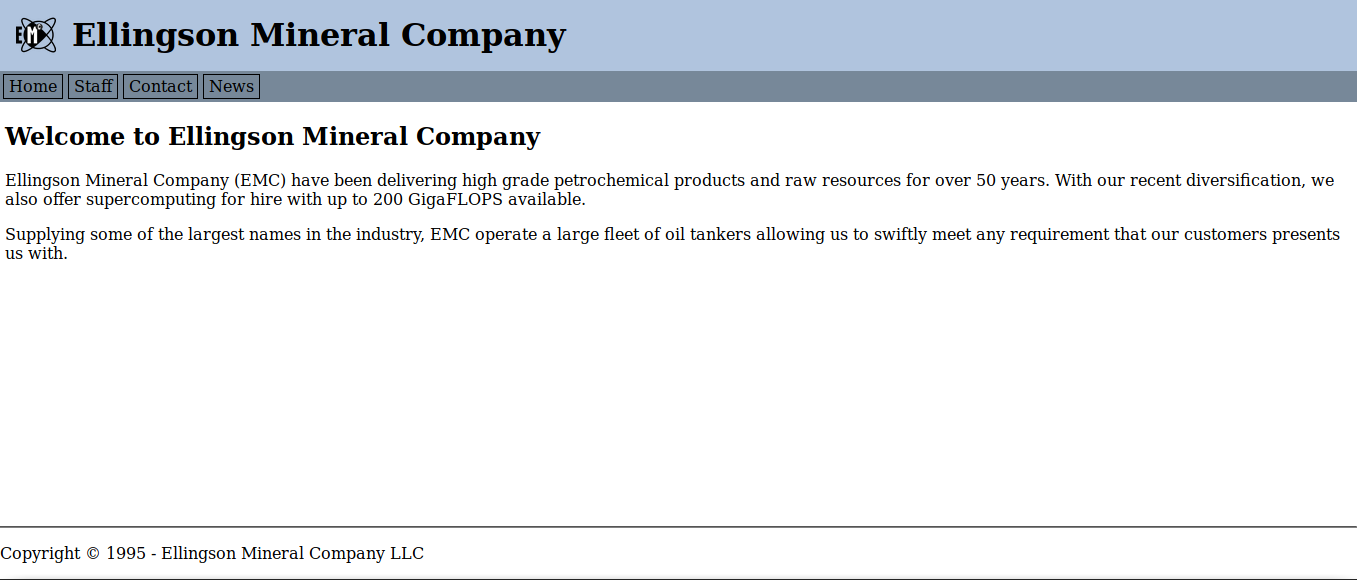 EM
Ellingson Mineral Company
Home Staff Contact News
Welcome to Ellingson Mineral Company
Ellingson Mineral Company (EMC) have been delivering high grade petrochemical products and raw resources for over 50 years. With our recent diversification, we
also offer supercomputing for hire with up to 200 GigaFLOPS available.
Supplying some of the largest names in the industry, EMC operate a large fleet of oil tankers allowing us to swiftly meet any requirement that our customers presents
us with.
Copyright © 1995 - Ellingson Mineral Company LLC